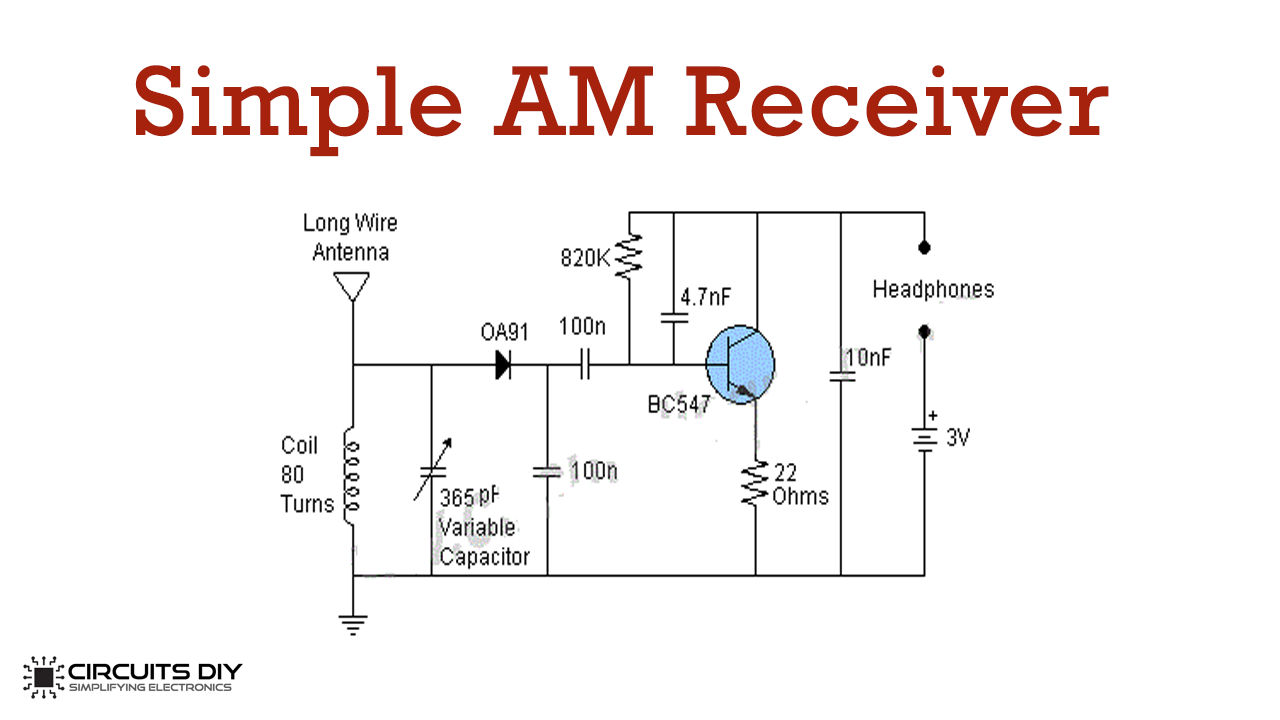 Simple AM Receiver
Long Wire
Antenna
820K
4.7nF
Headphones
OA91
100n
10nF
BC547
+
3V
Coil
80
Turns
365 pF
Variable
Capacitor
100n
22
Ohms
CIRCUITS DIY
SIMPLIFYING ELECTRONICS